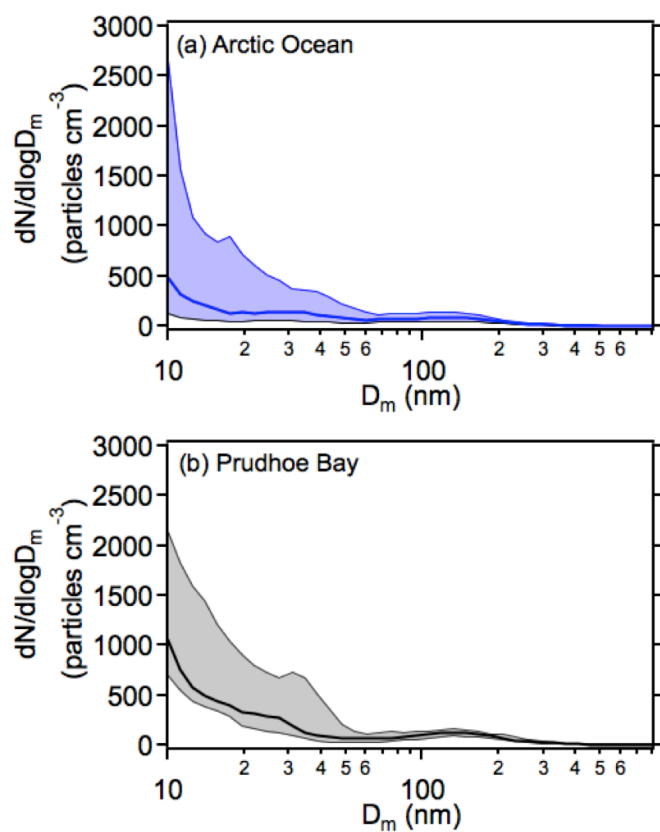 (a) Arctic Ocean
dN/dlogDₘ
(particles cm⁻³)
3000
2500
2000
1500
1000
500
0
2 3 4 5 6 2 3 4 5 6
10 100
Dₘ (nm)
(b) Prudhoe Bay
dN/dlogDₘ
(particles cm⁻³)
3000
2500
2000
1500
1000
500
0
2 3 4 5 6 2 3 4 5 6
10 100
Dₘ (nm)